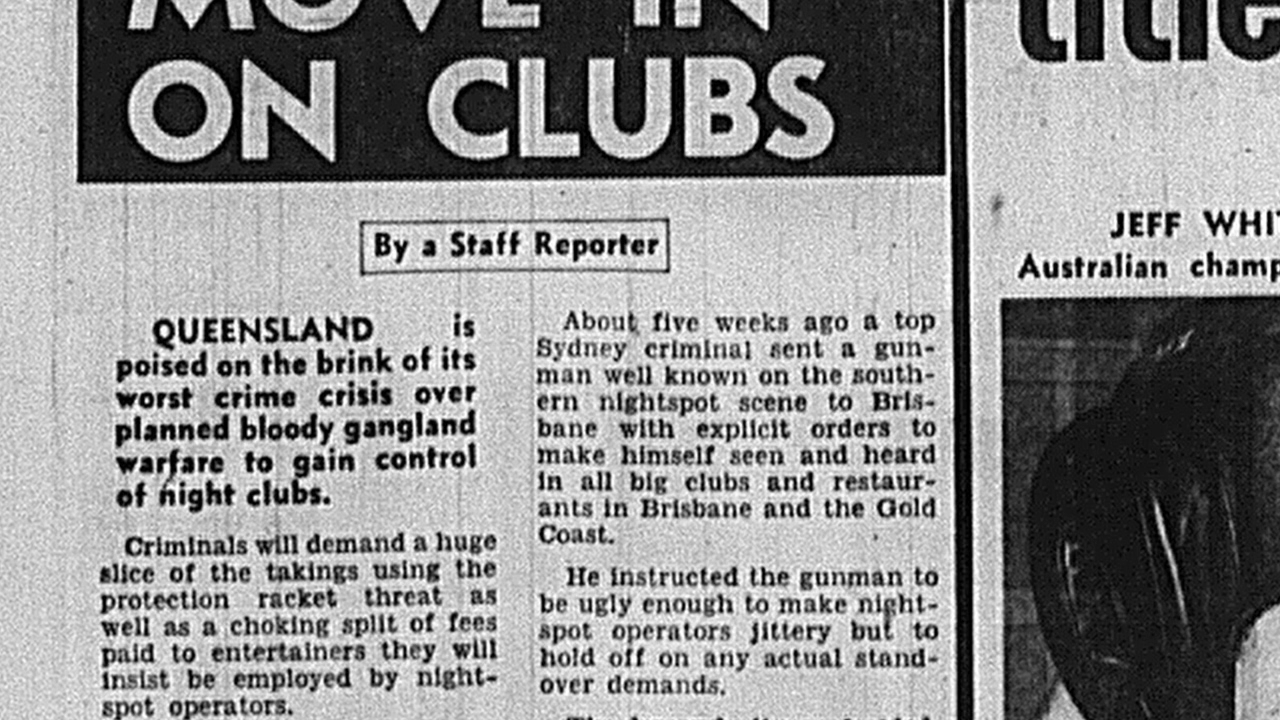 MOVE IN
ON CLUBS
By a Staff Reporter
QUEENSLAND is
poised on the brink of its
worst crime crisis over
planned bloody gangland
warfare to gain control
of night clubs.
Criminals will demand a huge
slice of the takings using the
protection racket threat as
well as a choking split of fees
paid to entertainers they will
insist be employed by night-
spot operators.
About five weeks ago a top
Sydney criminal sent a gun-
man well known on the south-
ern nightspot scene to Bris-
bane with explicit orders to
make himself seen and heard
in all big clubs and restaur-
ants in Brisbane and the Gold
Coast.
He instructed the gunman to
be ugly enough to make night-
spot operators jittery but to
hold off on any actual stand-
over demands.
title
JEFF WHI
Australian champ